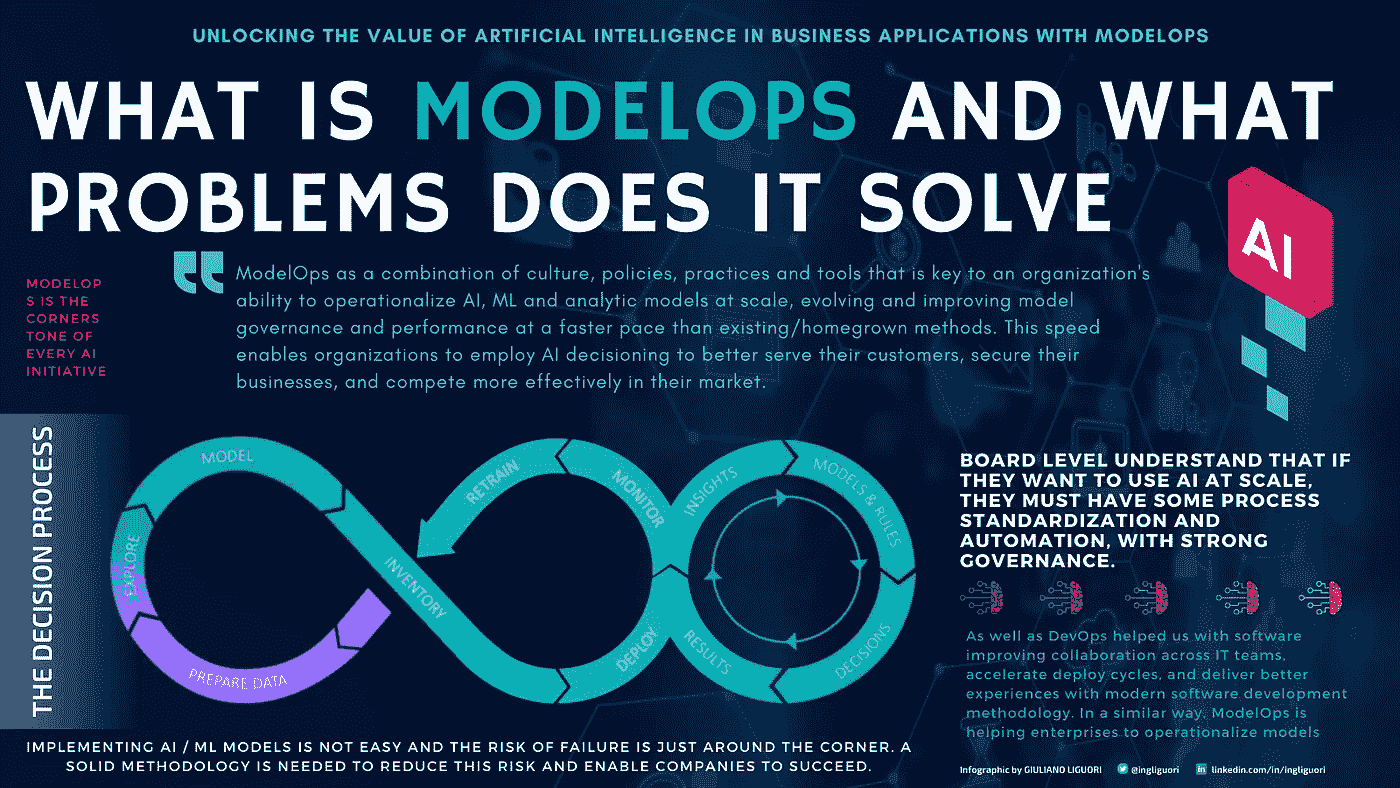 UNLOCKING THE VALUE OF ARTIFICIAL INTELLIGENCE IN BUSINESS APPLICATIONS WITH MODELOPS
WHAT IS MODELOPS AND WHAT
PROBLEMS DOES IT SOLVE
AI
MODELOP
S IS THE
CORNERS
TONE OF
EVERY AI
INITIATIVE
ModelOps as a combination of culture, policies, practices and tools that is key to an organization's
ability to operationalize AI, ML and analytic models at scale, evolving and improving model
governance and performance at a faster pace than existing/homegrown methods. This speed
enables organizations to employ AI decisioning to better serve their customers, secure their
businesses, and compete more effectively in their market.
THE DECISION PROCESS
MODEL
EXPLORE
PREPARE DATA
INVENTORY
RETRAIN
MONITOR
DEPLOY
INSIGHTS
MODELS & RULES
RESULTS
DECISIONS
BOARD LEVEL UNDERSTAND THAT IF
THEY WANT TO USE AI AT SCALE,
THEY MUST HAVE SOME PROCESS
STANDARDIZATION AND
AUTOMATION, WITH STRONG
GOVERNANCE.
As well as DevOps helped us with software
improving collaboration across IT teams,
accelerate deploy cycles, and deliver better
experiences with modern software development
methodology. In a similar way, ModelOps is
helping enterprises to operationalize models
IMPLEMENTING AI / ML MODELS IS NOT EASY AND THE RISK OF FAILURE IS JUST AROUND THE CORNER. A
SOLID METHODOLOGY IS NEEDED TO REDUCE THIS RISK AND ENABLE COMPANIES TO SUCCEED.
Infographic by GIULIANO LIGUORI @ingliguori linkedin.com/in/ingliguori